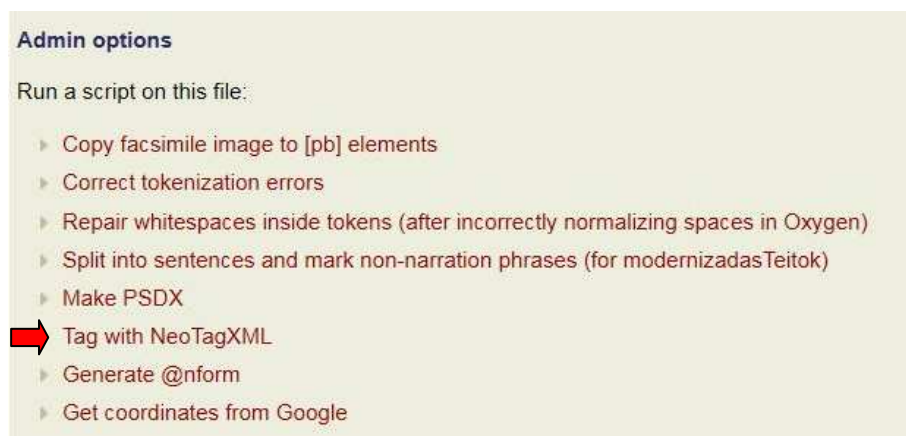 Admin options
Run a script on this file:
Copy facsimile image to [pb] elements
Correct tokenization errors
Repair whitespaces inside tokens (after incorrectly normalizing spaces in Oxygen)
Split into sentences and mark non-narration phrases (for modernizadasTeitok)
Make PSDX
Tag with NeoTagXML
Generate @nform
Get coordinates from Google